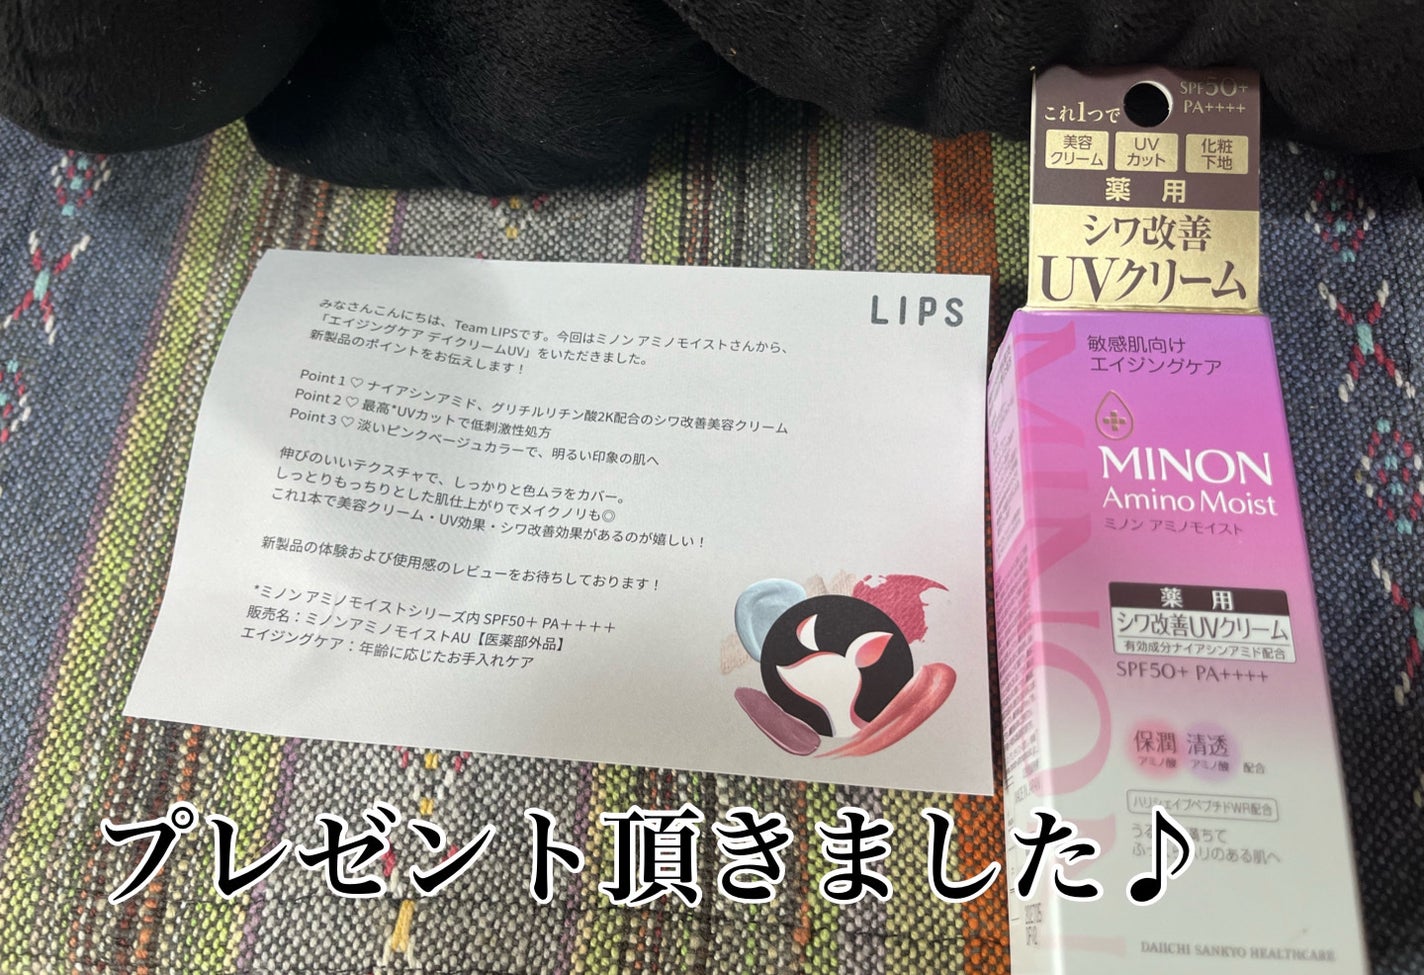 LIPS
みなさんこんにちは、Team LIPSです。今回はミノン アミノモイストさんから、
「エイジングケア デイクリームUV」をいただきました。
新製品のポイントをお伝えします！
Point 1 ♡ ナイアシンアミド、グリチルリチン酸2K配合のシワ改善美容クリーム
Point 2 ♡ 最高*UVカットで低刺激性処方
Point 3 ♡ 淡いピンクベージュカラーで、明るい印象の肌へ
伸びのいいテクスチャで、しっかりと色ムラをカバー。
しっとりもっちりとした肌仕上がりでメイクノリも◎
これ1本で美容クリーム・UV効果・シワ改善効果があるのが嬉しい！
新製品の体験および使用感のレビューをお待ちしております！
*ミノン アミノモイストシリーズ内 SPF50＋ PA＋＋＋＋
販売名：ミノンアミノモイストAU【医薬部外品】
エイジングケア：年齢に応じたお手入れケア
SPF50+
PA++++
これ1つで
美容
クリーム
UV
カット
化粧
下地
薬用
シワ改善
UVクリーム
敏感肌向け
エイジングケア
MINON
Amino Moist
ミノン アミノモイスト
薬用
シワ改善UVクリーム
有効成分ナイアシンアミド配合
SPF50+ PA++++
保潤 清透
アミノ酸 アミノ酸 配合
ハリシェイプペプチドWR配合
MINON
DAIICHI SANKYO HEALTHCARE
プレゼント頂きました♪